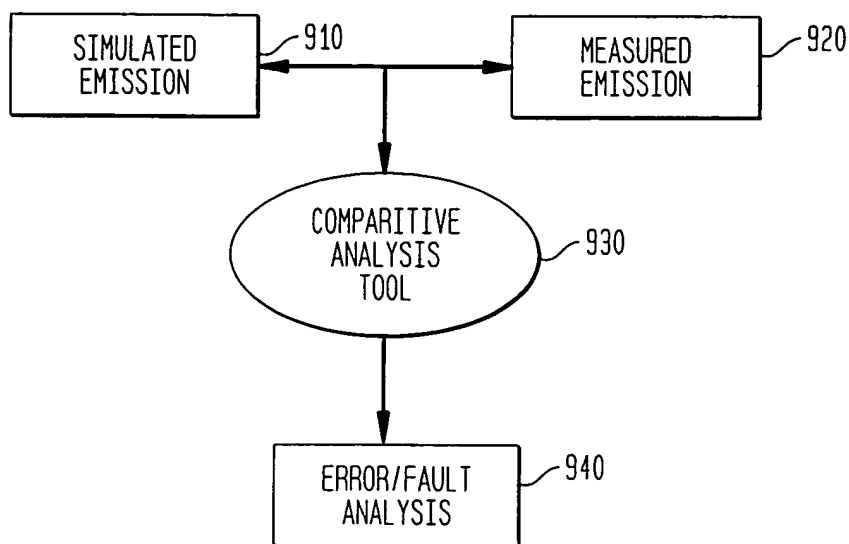 SIMULATED
EMISSION
910
MEASURED
EMISSION
920
COMPARITIVE
ANALYSIS
TOOL
930
ERROR/FAULT
ANALYSIS
940